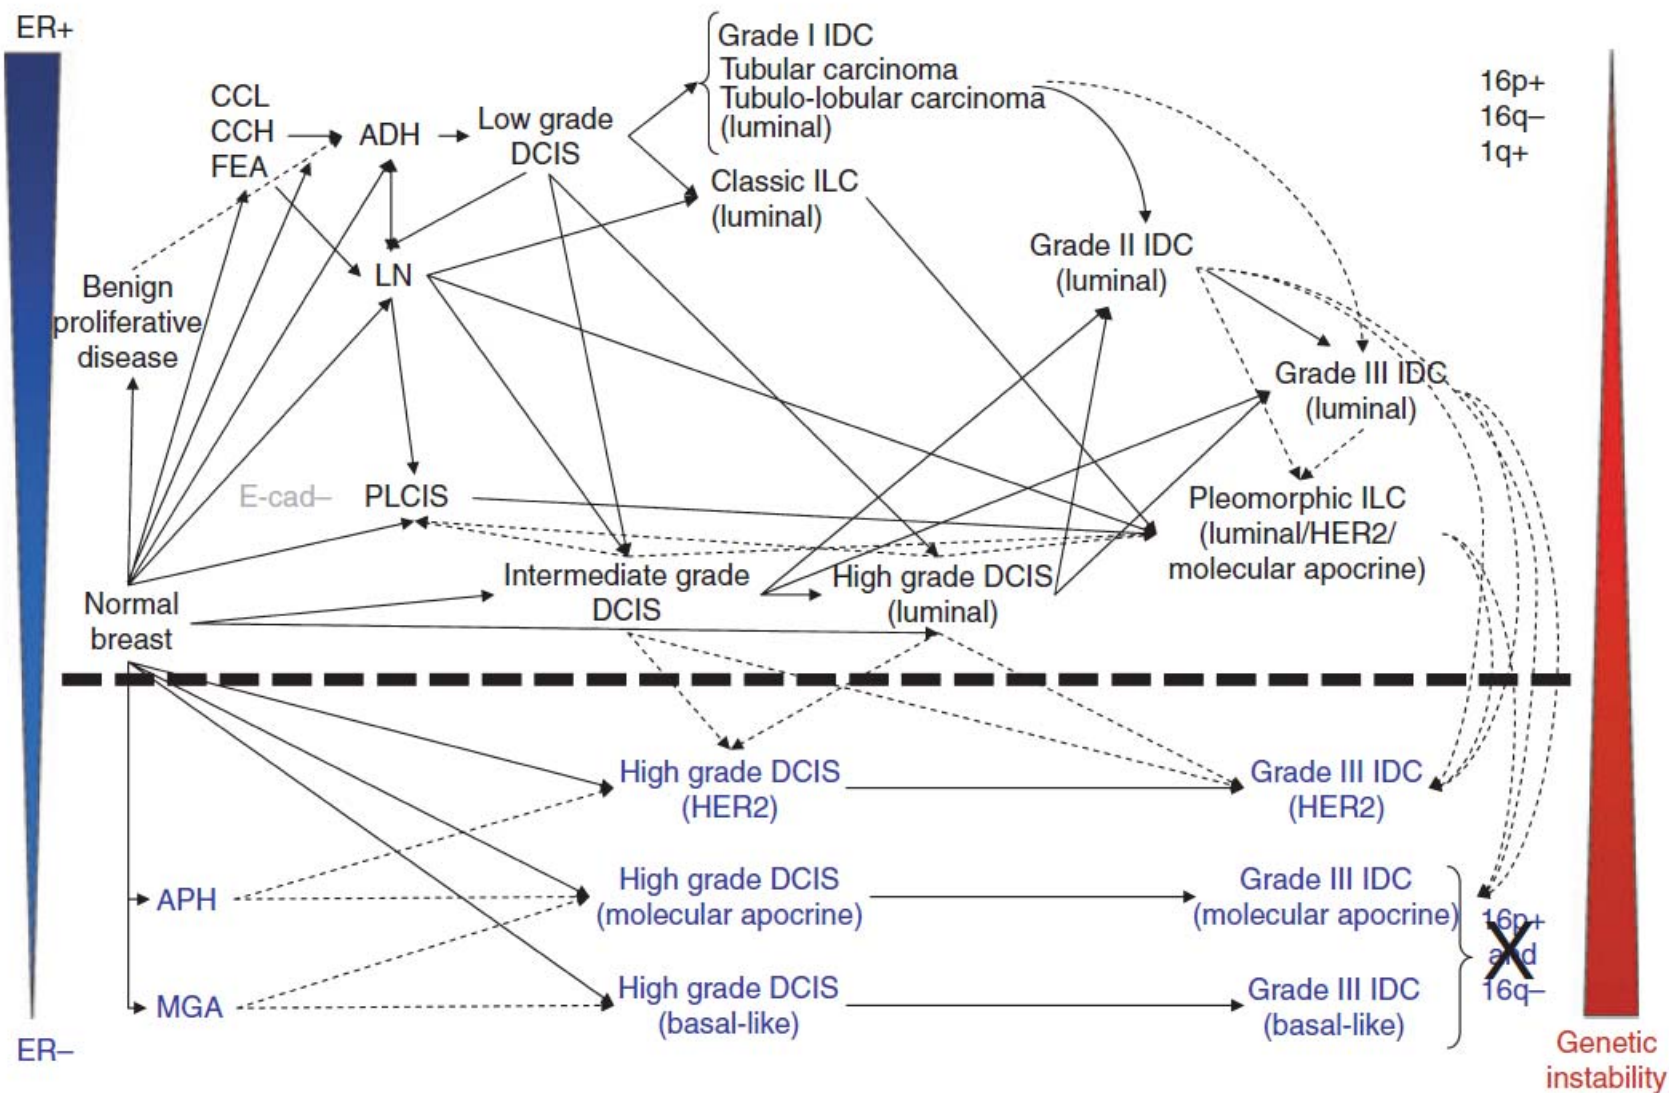 ER+
Grade I IDC
Tubular carcinoma
Tubulo-lobular carcinoma
(luminal)
16p+
16q–
1q+
CCL
CCH
FEA
ADH
Low grade
DCIS
Classic ILC
(luminal)
Grade II IDC
(luminal)
LN
Benign
proliferative
disease
Grade III IDC
(luminal)
E-cad–
PLCIS
Pleomorphic ILC
(luminal/HER2/
molecular apocrine)
Intermediate grade
DCIS
High grade DCIS
(luminal)
Normal
breast
High grade DCIS
(HER2)
Grade III IDC
(HER2)
APH
High grade DCIS
(molecular apocrine)
Grade III IDC
(molecular apocrine)
16p+
and
16q–
X
MGA
High grade DCIS
(basal-like)
Grade III IDC
(basal-like)
ER–
Genetic
instability